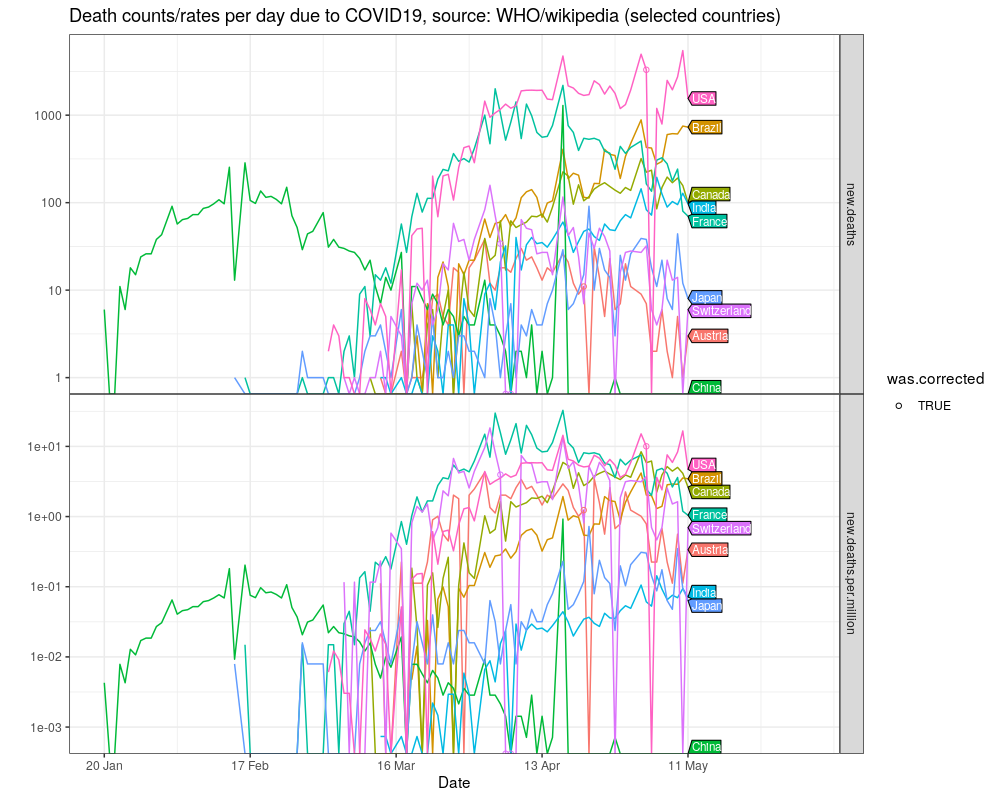 Death counts/rates per day due to COVID19, source: WHO/wikipedia (selected countries)
1000
100
10
1
USA
Brazil
Canada
India
France
Japan
Switzerland
Austria
China
new.deaths
1e+01
1e+00
1e-01
1e-02
1e-03
USA
Brazil
Canada
France
Switzerland
Austria
India
Japan
China
new.deaths.per.million
20 Jan
17 Feb
16 Mar
13 Apr
11 May
Date
was.corrected
TRUE